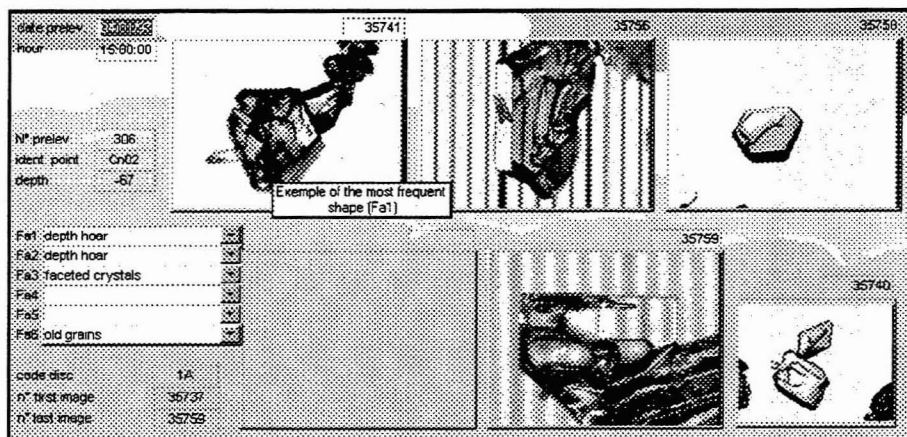 date prelev
35741
35756
35758
hour 15:00:00
N° prelev 306
ident point Cn02
depth -67
Exemple of the most frequent
shape (Fa1)
Fa1 depth hoar
Fa2 depth hoar
Fa3 faceted crystals
Fa4
Fa5
Fa6 old grains
35759
35740
code disc 1A
n° first image 35737
n° last image 35759